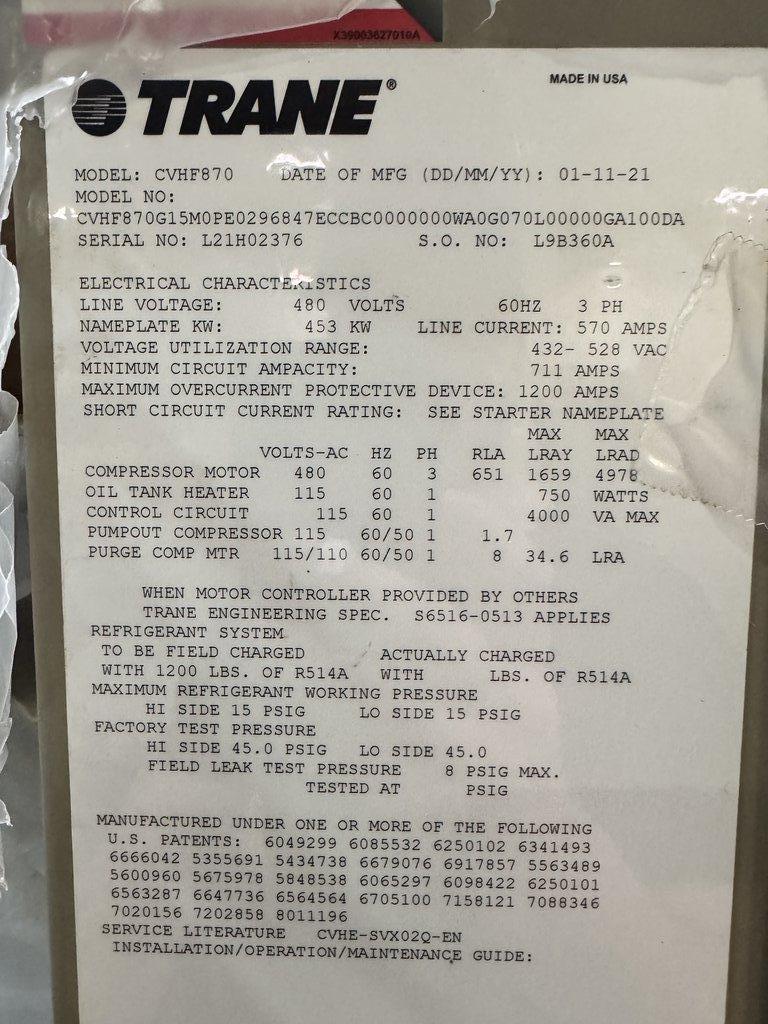 X39003627010A
TRANE®
MADE IN USA
MODEL: CVHF870 DATE OF MFG (DD/MM/YY): 01-11-21
MODEL NO:
CVHF870G15M0PE0296847ECCBC0000000WA0G070L00000GA100DA
SERIAL NO: L21H02376 S.O. NO: L9B360A
ELECTRICAL CHARACTERISTICS
LINE VOLTAGE: 480 VOLTS 60HZ 3 PH
NAMEPLATE KW: 453 KW LINE CURRENT: 570 AMPS
VOLTAGE UTILIZATION RANGE: 432- 528 VAC
MINIMUM CIRCUIT AMPACITY: 711 AMPS
MAXIMUM OVERCURRENT PROTECTIVE DEVICE: 1200 AMPS
SHORT CIRCUIT CURRENT RATING: SEE STARTER NAMEPLATE
MAX MAX
VOLTS-AC HZ PH RLA LRAY LRAD
COMPRESSOR MOTOR 480 60 3 651 1659 4978
OIL TANK HEATER 115 60 1 750 WATTS
CONTROL CIRCUIT 115 60 1 4000 VA MAX
PUMPOUT COMPRESSOR 115 60/50 1 1.7
PURGE COMP MTR 115/110 60/50 1 8 34.6 LRA
WHEN MOTOR CONTROLLER PROVIDED BY OTHERS
TRANE ENGINEERING SPEC. S6516-0513 APPLIES
REFRIGERANT SYSTEM
TO BE FIELD CHARGED ACTUALLY CHARGED
WITH 1200 LBS. OF R514A WITH LBS. OF R514A
MAXIMUM REFRIGERANT WORKING PRESSURE
HI SIDE 15 PSIG LO SIDE 15 PSIG
FACTORY TEST PRESSURE
HI SIDE 45.0 PSIG LO SIDE 45.0
FIELD LEAK TEST PRESSURE 8 PSIG MAX.
TESTED AT PSIG
MANUFACTURED UNDER ONE OR MORE OF THE FOLLOWING
U.S. PATENTS: 6049299 6085532 6250102 6341493
6666042 5355691 5434738 6679076 6917857 5563489
5600960 5675978 5848538 6065297 6098422 6250101
6563287 6647736 6564564 6705100 7158121 7088346
7020156 7202858 8011196
SERVICE LITERATURE CVHE-SVX02Q-EN
INSTALLATION/OPERATION/MAINTENANCE GUIDE: